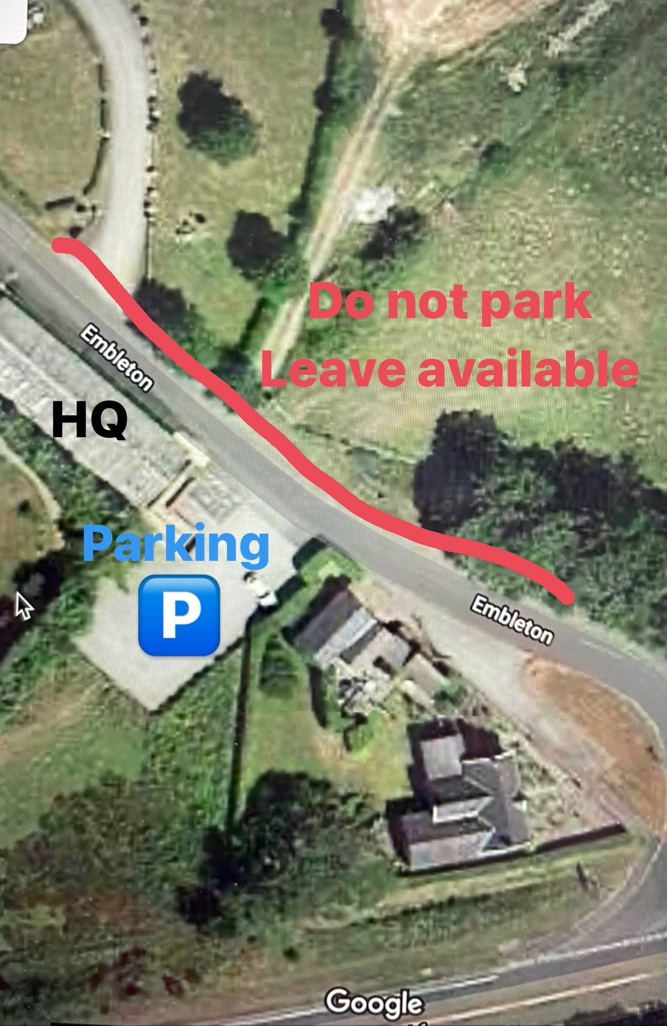 Do not park
Embleton
Leave available
HQ
Parking
P
Embleton
Google